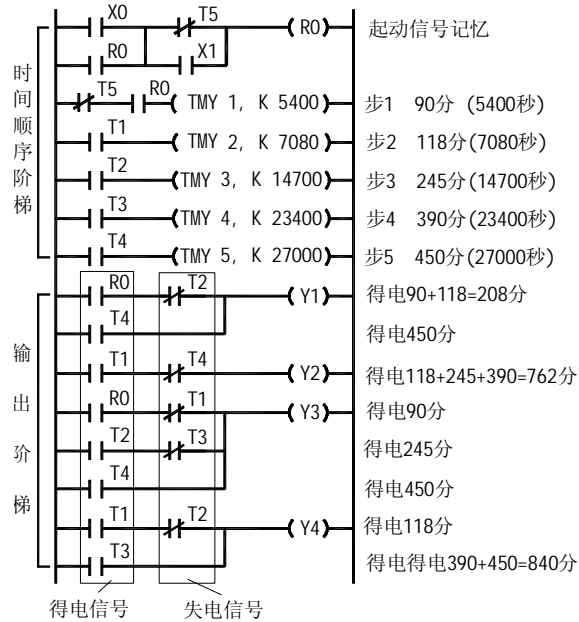 X0 T5 ( R0) 起动信号记忆
R0 X1
T5 R0 ( TMY 1, K 5400) 步1 90分 (5400秒)
T1 (TMY 2, K 7080) 步2 118分(7080秒)
T2 (TMY 3, K 14700) 步3 245分(14700秒)
T3 (TMY 4, K 23400) 步4 390分(23400秒)
T4 (TMY 5, K 27000) 步5 450分(27000秒)
时间顺序阶梯
R0 T2 ( Y1) 得电90+118=208分
T4 得电450分
T1 T4 ( Y2) 得电118+245+390=762分
R0 T1 ( Y3) 得电90分
T2 T3 得电245分
T4 得电450分
T1 T2 ( Y4) 得电118分
T3 得电得电390+450=840分
输出阶梯
得电信号 失电信号